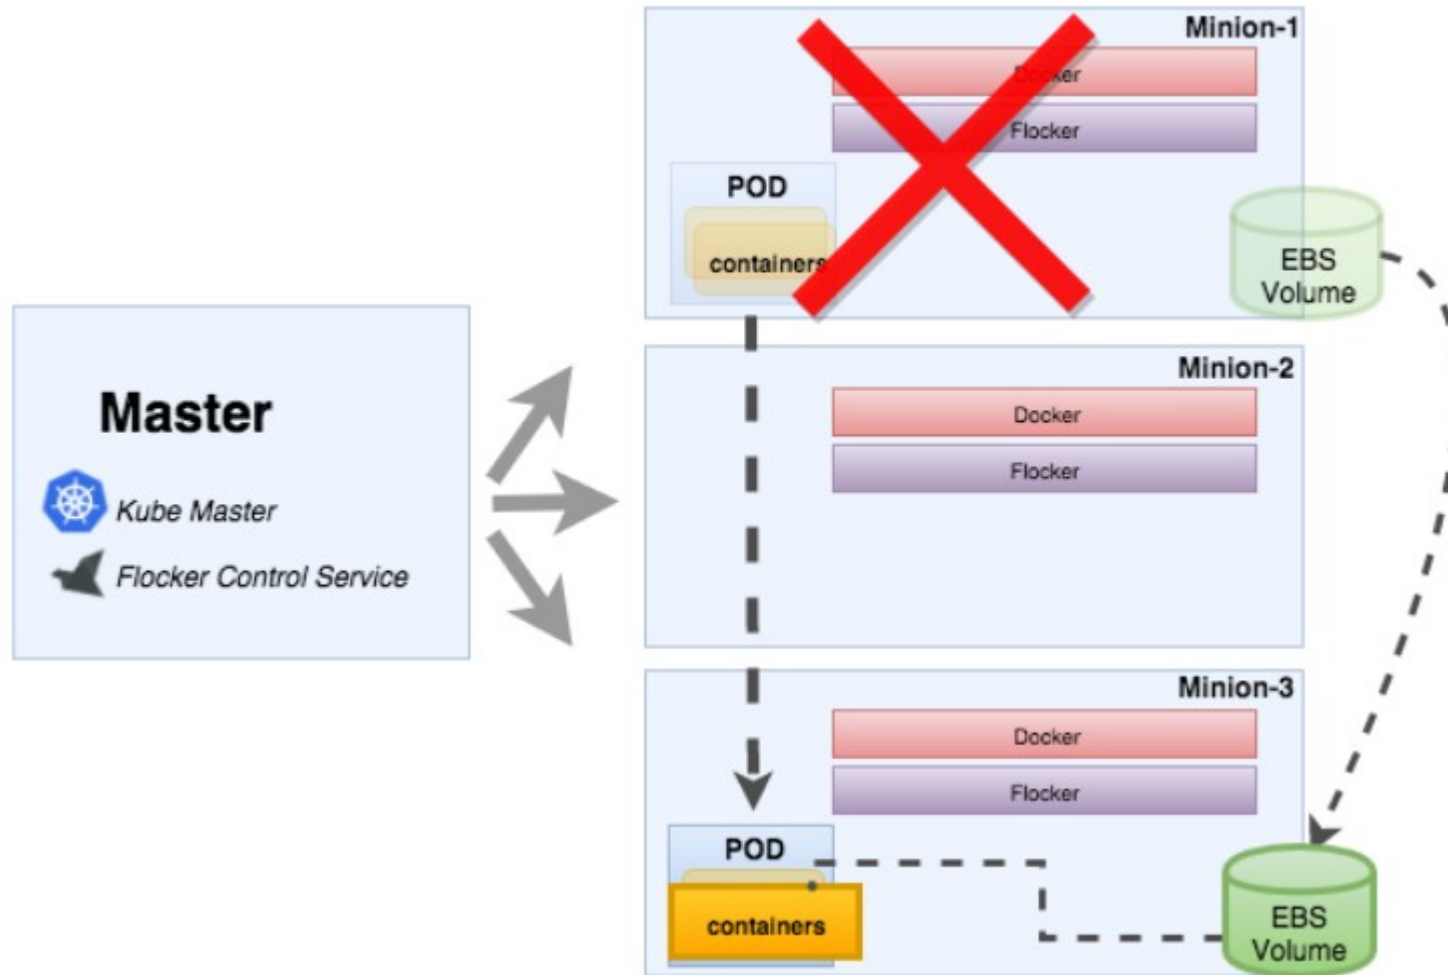 Minion-1
Docker
Flocker
POD
containers
EBS
Volume
Master
Kube Master
Flocker Control Service
Minion-2
Docker
Flocker
Minion-3
Docker
Flocker
POD
containers
EBS
Volume